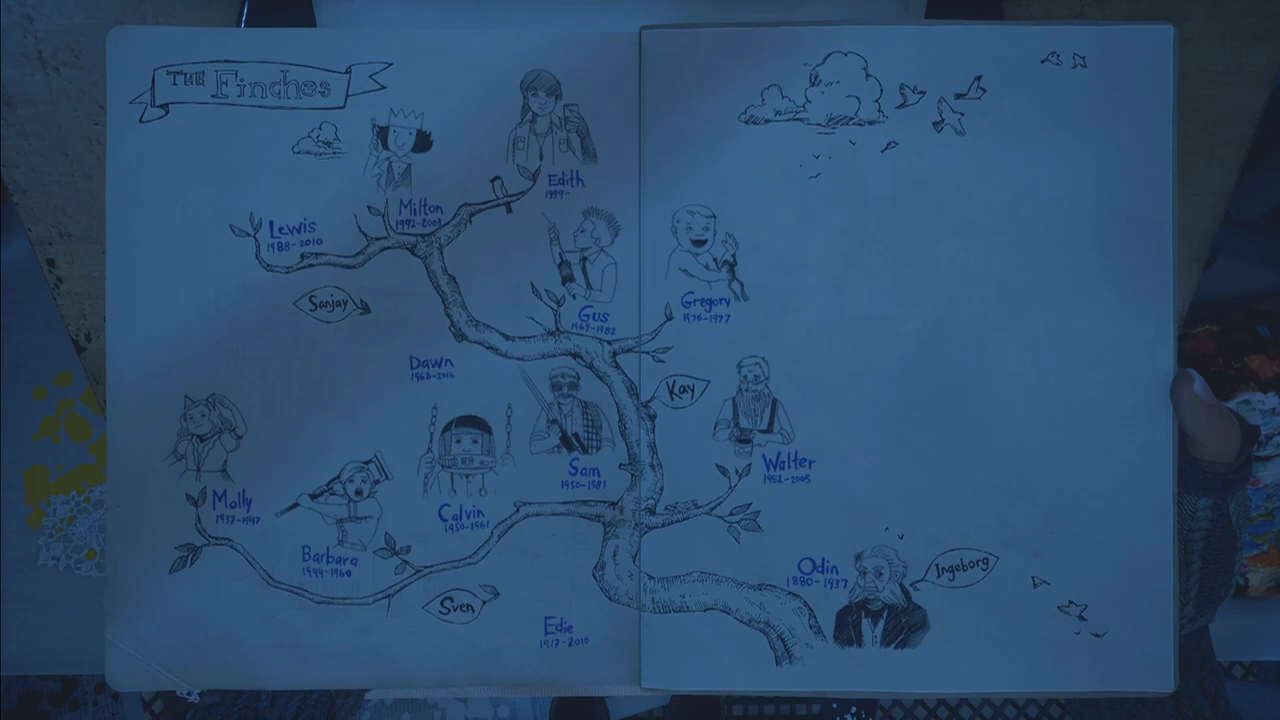 THE Finches
Edith
1999-
Milton
1992-2003
Lewis
1988-2010
Sanjay
Gus
1969-1982
Gregory
1976-1977
Dawn
1968-2016
Kay
Sam
1950-1983
Walter
1952-2005
Molly
1937-1947
Calvin
1950-1961
Barbara
1944-1960
Sven
Edie
1917-2010
Odin
1880-1937
Ingeborg